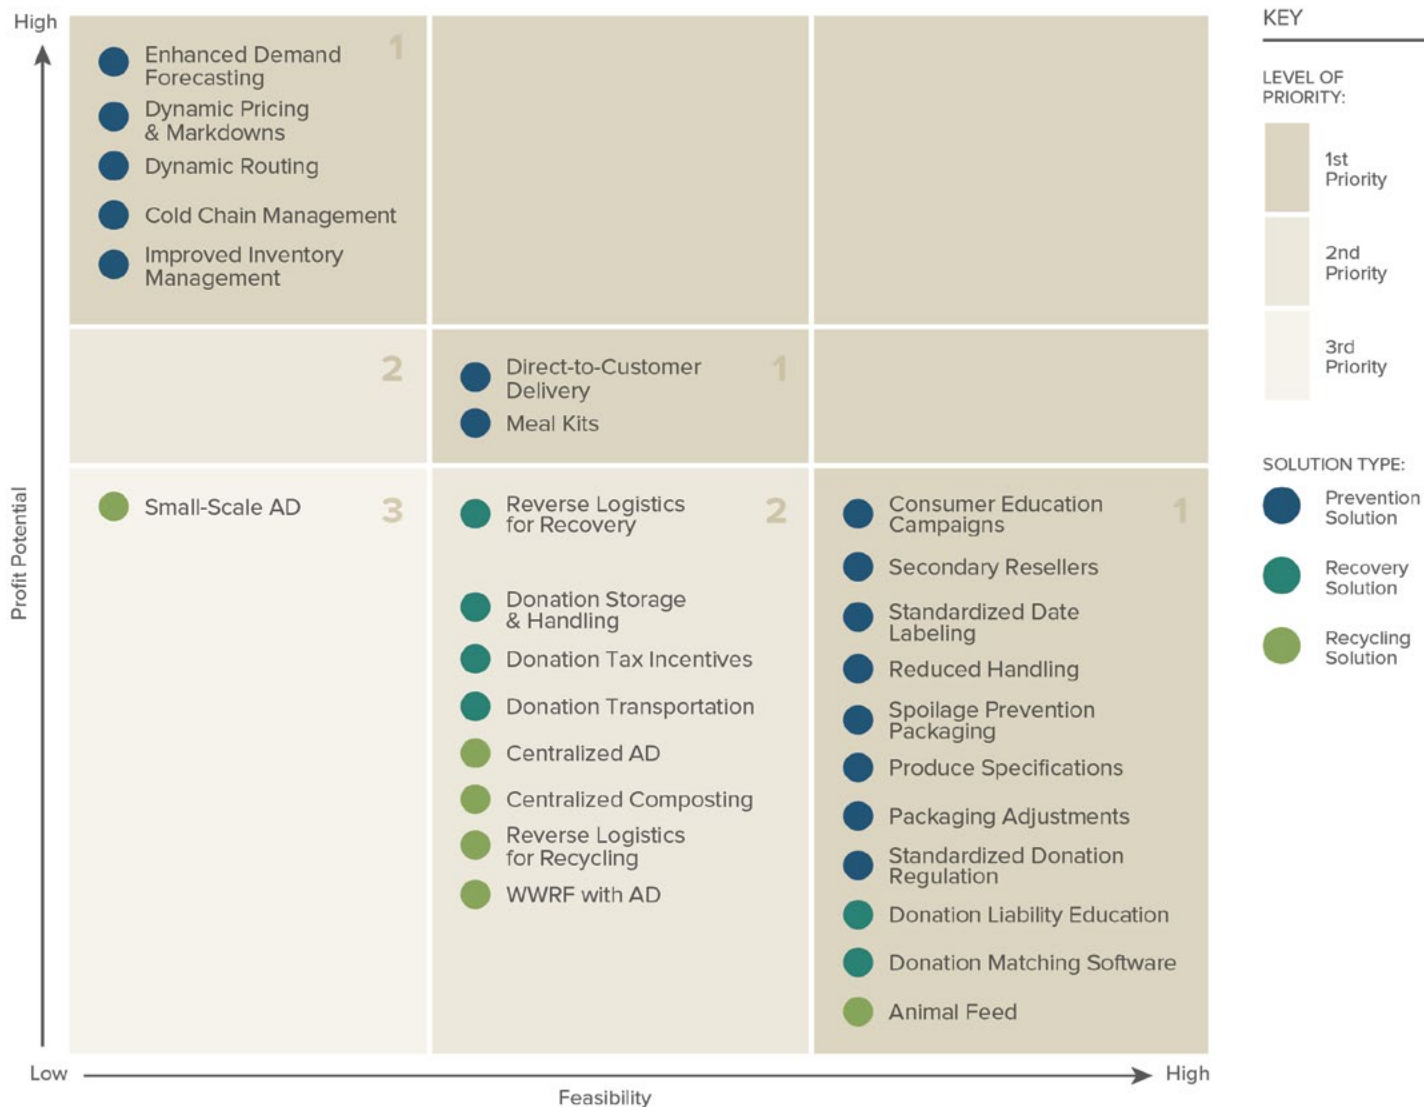 High
Enhanced Demand
Forecasting
1
Dynamic Pricing
& Markdowns
Dynamic Routing
Cold Chain Management
Improved Inventory
Management
2
Direct-to-Customer
Delivery
1
Meal Kits
Small-Scale AD
3
Reverse Logistics
for Recovery
2
Donation Storage
& Handling
Donation Tax Incentives
Donation Transportation
Centralized AD
Centralized Composting
Reverse Logistics
for Recycling
WWRF with AD
Consumer Education
Campaigns
1
Secondary Resellers
Standardized Date
Labeling
Reduced Handling
Spoilage Prevention
Packaging
Produce Specifications
Packaging Adjustments
Standardized Donation
Regulation
Donation Liability Education
Donation Matching Software
Animal Feed
Profit Potential
Low
Feasibility
High
KEY
LEVEL OF
PRIORITY:
1st
Priority
2nd
Priority
3rd
Priority
SOLUTION TYPE:
Prevention
Solution
Recovery
Solution
Recycling
Solution